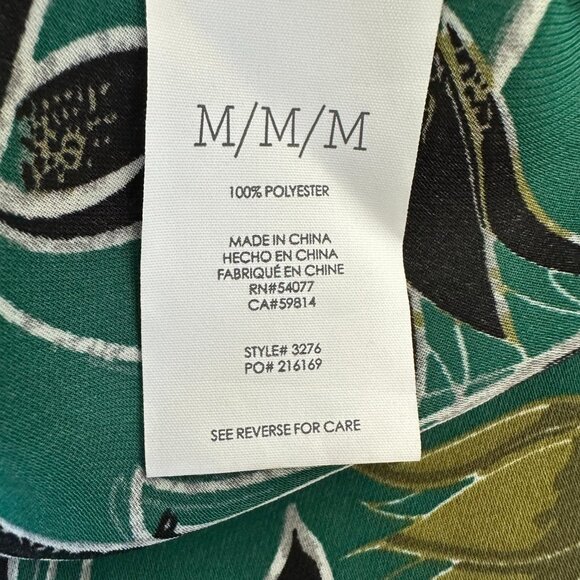 M/M/M
100% POLYESTER
MADE IN CHINA
HECHO EN CHINA
FABRIQUÉ EN CHINE
RN#54077
CA#59814
STYLE# 3276
PO# 216169
SEE REVERSE FOR CARE